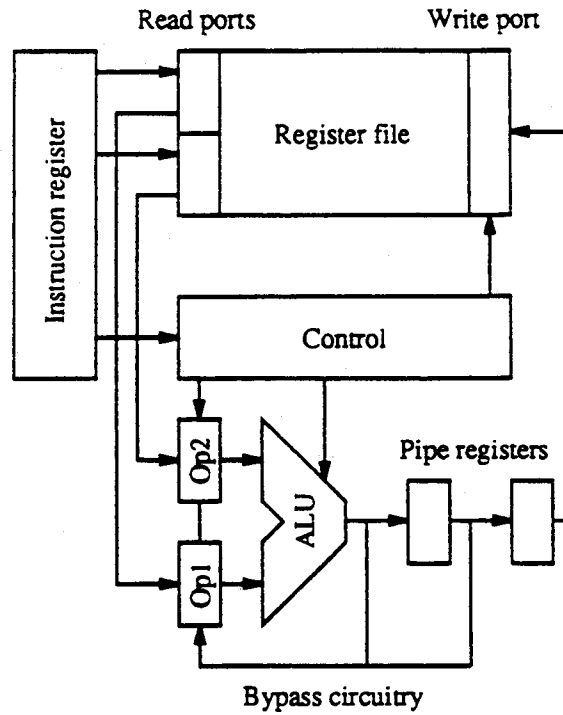 Read ports
Write port
Instruction register
Register file
Control
Op2
Pipe registers
ALU
Op1
Bypass circuitry